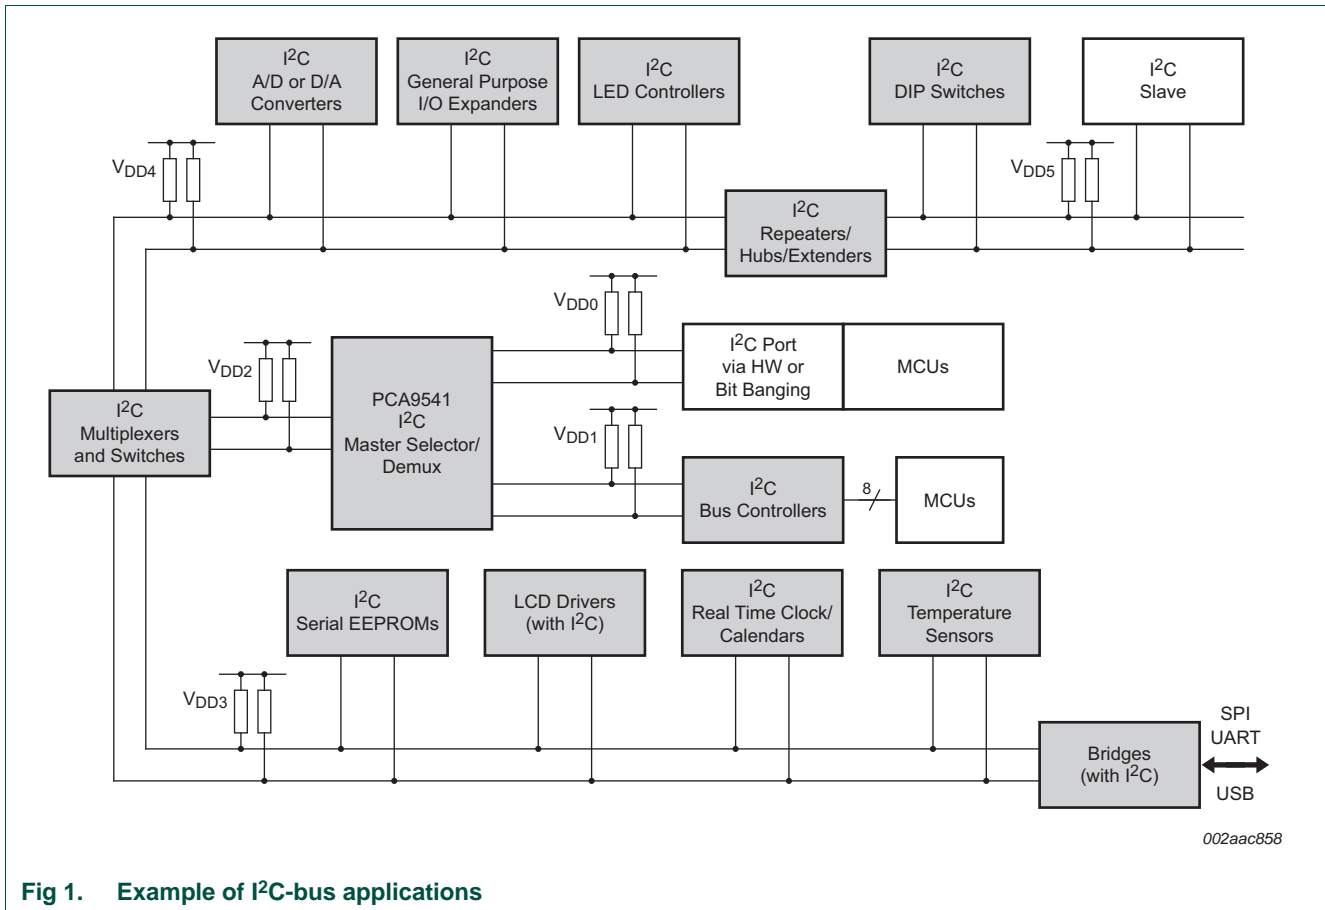 I2C
A/D or D/A
Converters
I2C
General Purpose
I/O Expanders
I2C
LED Controllers
I2C
DIP Switches
I2C
Slave
VDD4
VDD5
I2C
Repeaters/
Hubs/Extenders
VDD0
I2C Port
via HW or
Bit Banging
MCUs
VDD2
PCA9541
I2C
Master Selector/
Demux
I2C
Multiplexers
and Switches
VDD1
I2C
Bus Controllers
8
MCUs
I2C
Serial EEPROMs
LCD Drivers
(with I2C)
I2C
Real Time Clock/
Calendars
I2C
Temperature
Sensors
VDD3
Bridges
(with I2C)
SPI
UART
USB
002aac858
Fig 1. Example of I2C-bus applications